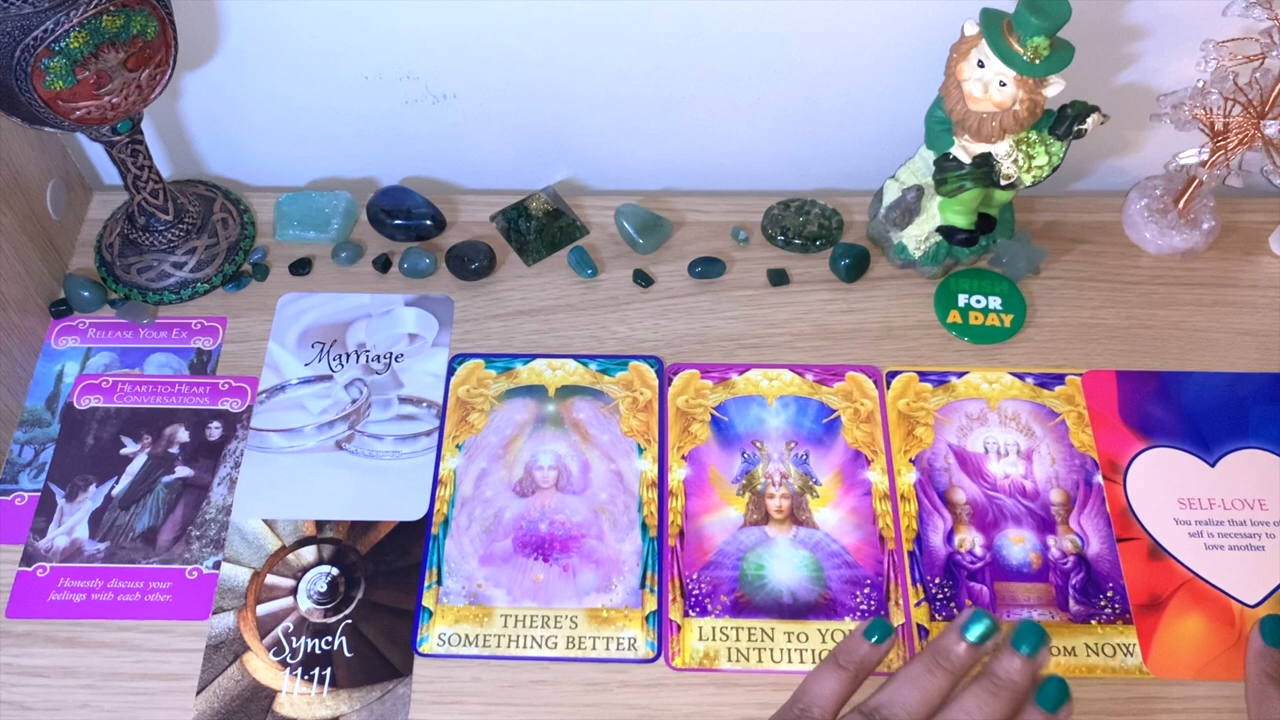 IRISH
FOR
A DAY
RELEASE YOUR EX
HEART-TO-HEART
CONVERSATIONS
Honestly discuss your
feelings with each other.
Marriage
Synch
11:11
THERE'S
SOMETHING BETTER
LISTEN TO
INTUITIO
OM NOW
SELF-LOVE
You realize that love of
self is necessary to
love another